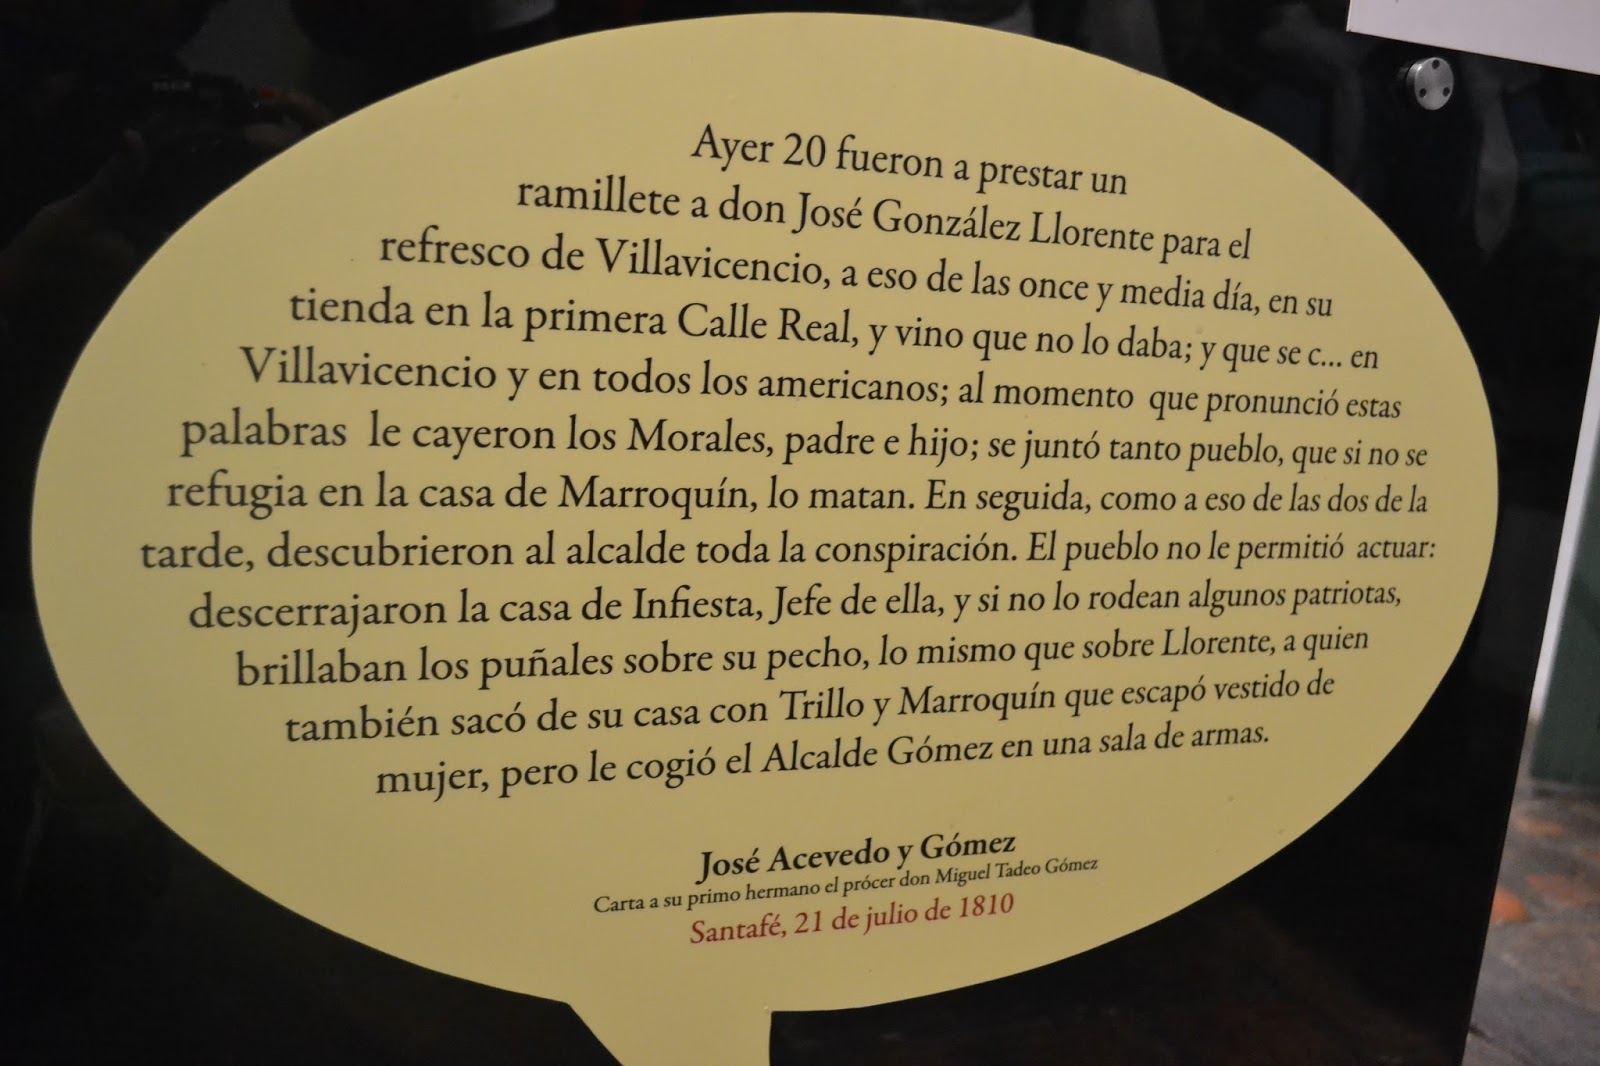 Ayer 20 fueron a prestar un
ramillete a don José González Llorente para el
refresco de Villavicencio, a eso de las once y media día, en su
tienda en la primera Calle Real, y vino que no lo daba; y que se c... en
Villavicencio y en todos los americanos; al momento que pronunció estas
palabras le cayeron los Morales, padre e hijo; se juntó tanto pueblo, que si no se
refugia en la casa de Marroquín, lo matan. En seguida, como a eso de las dos de la
tarde, descubrieron al alcalde toda la conspiración. El pueblo no le permitió actuar:
descerrajaron la casa de Infiesta, Jefe de ella, y si no lo rodean algunos patriotas,
brillaban los puñales sobre su pecho, lo mismo que sobre Llorente, a quien
también sacó de su casa con Trillo y Marroquín que escapó vestido de
mujer, pero le cogió el Alcalde Gómez en una sala de armas.
José Acevedo y Gómez
Carta a su primo hermano el prócer don Miguel Tadeo Gómez
Santafé, 21 de julio de 1810